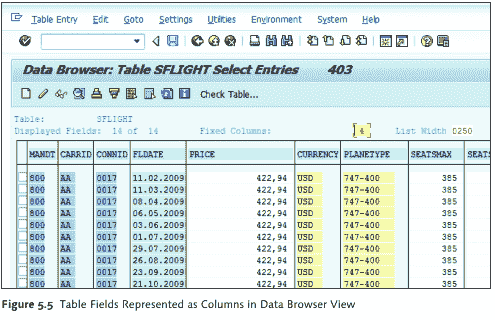 Table Entry Edit Goto Settings Utilities Environment System Help
Data Browser: Table SFLIGHT Select Entries 403
Check Table...
Table: SFLIGHT
Displayed Fields: 14 of 14 Fixed Columns: 4 List Width 0250
MANDT CARRID CONNID FLDATE PRICE CURRENCY PLANETYPE SEATSMAX SEATS
800 AA 0017 11.02.2009 422,94 USD 747-400 385
800 AA 0017 11.03.2009 422,94 USD 747-400 385
800 AA 0017 08.04.2009 422,94 USD 747-400 385
800 AA 0017 06.05.2009 422,94 USD 747-400 385
800 AA 0017 03.06.2009 422,94 USD 747-400 385
800 AA 0017 01.07.2009 422,94 USD 747-400 385
800 AA 0017 29.07.2009 422,94 USD 747-400 385
800 AA 0017 26.08.2009 422,94 USD 747-400 385
800 AA 0017 23.09.2009 422,94 USD 747-400 385
800 AA 0017 21.10.2009 422,94 USD 747-400 385
Figure 5.5 Table Fields Represented as Columns in Data Browser View